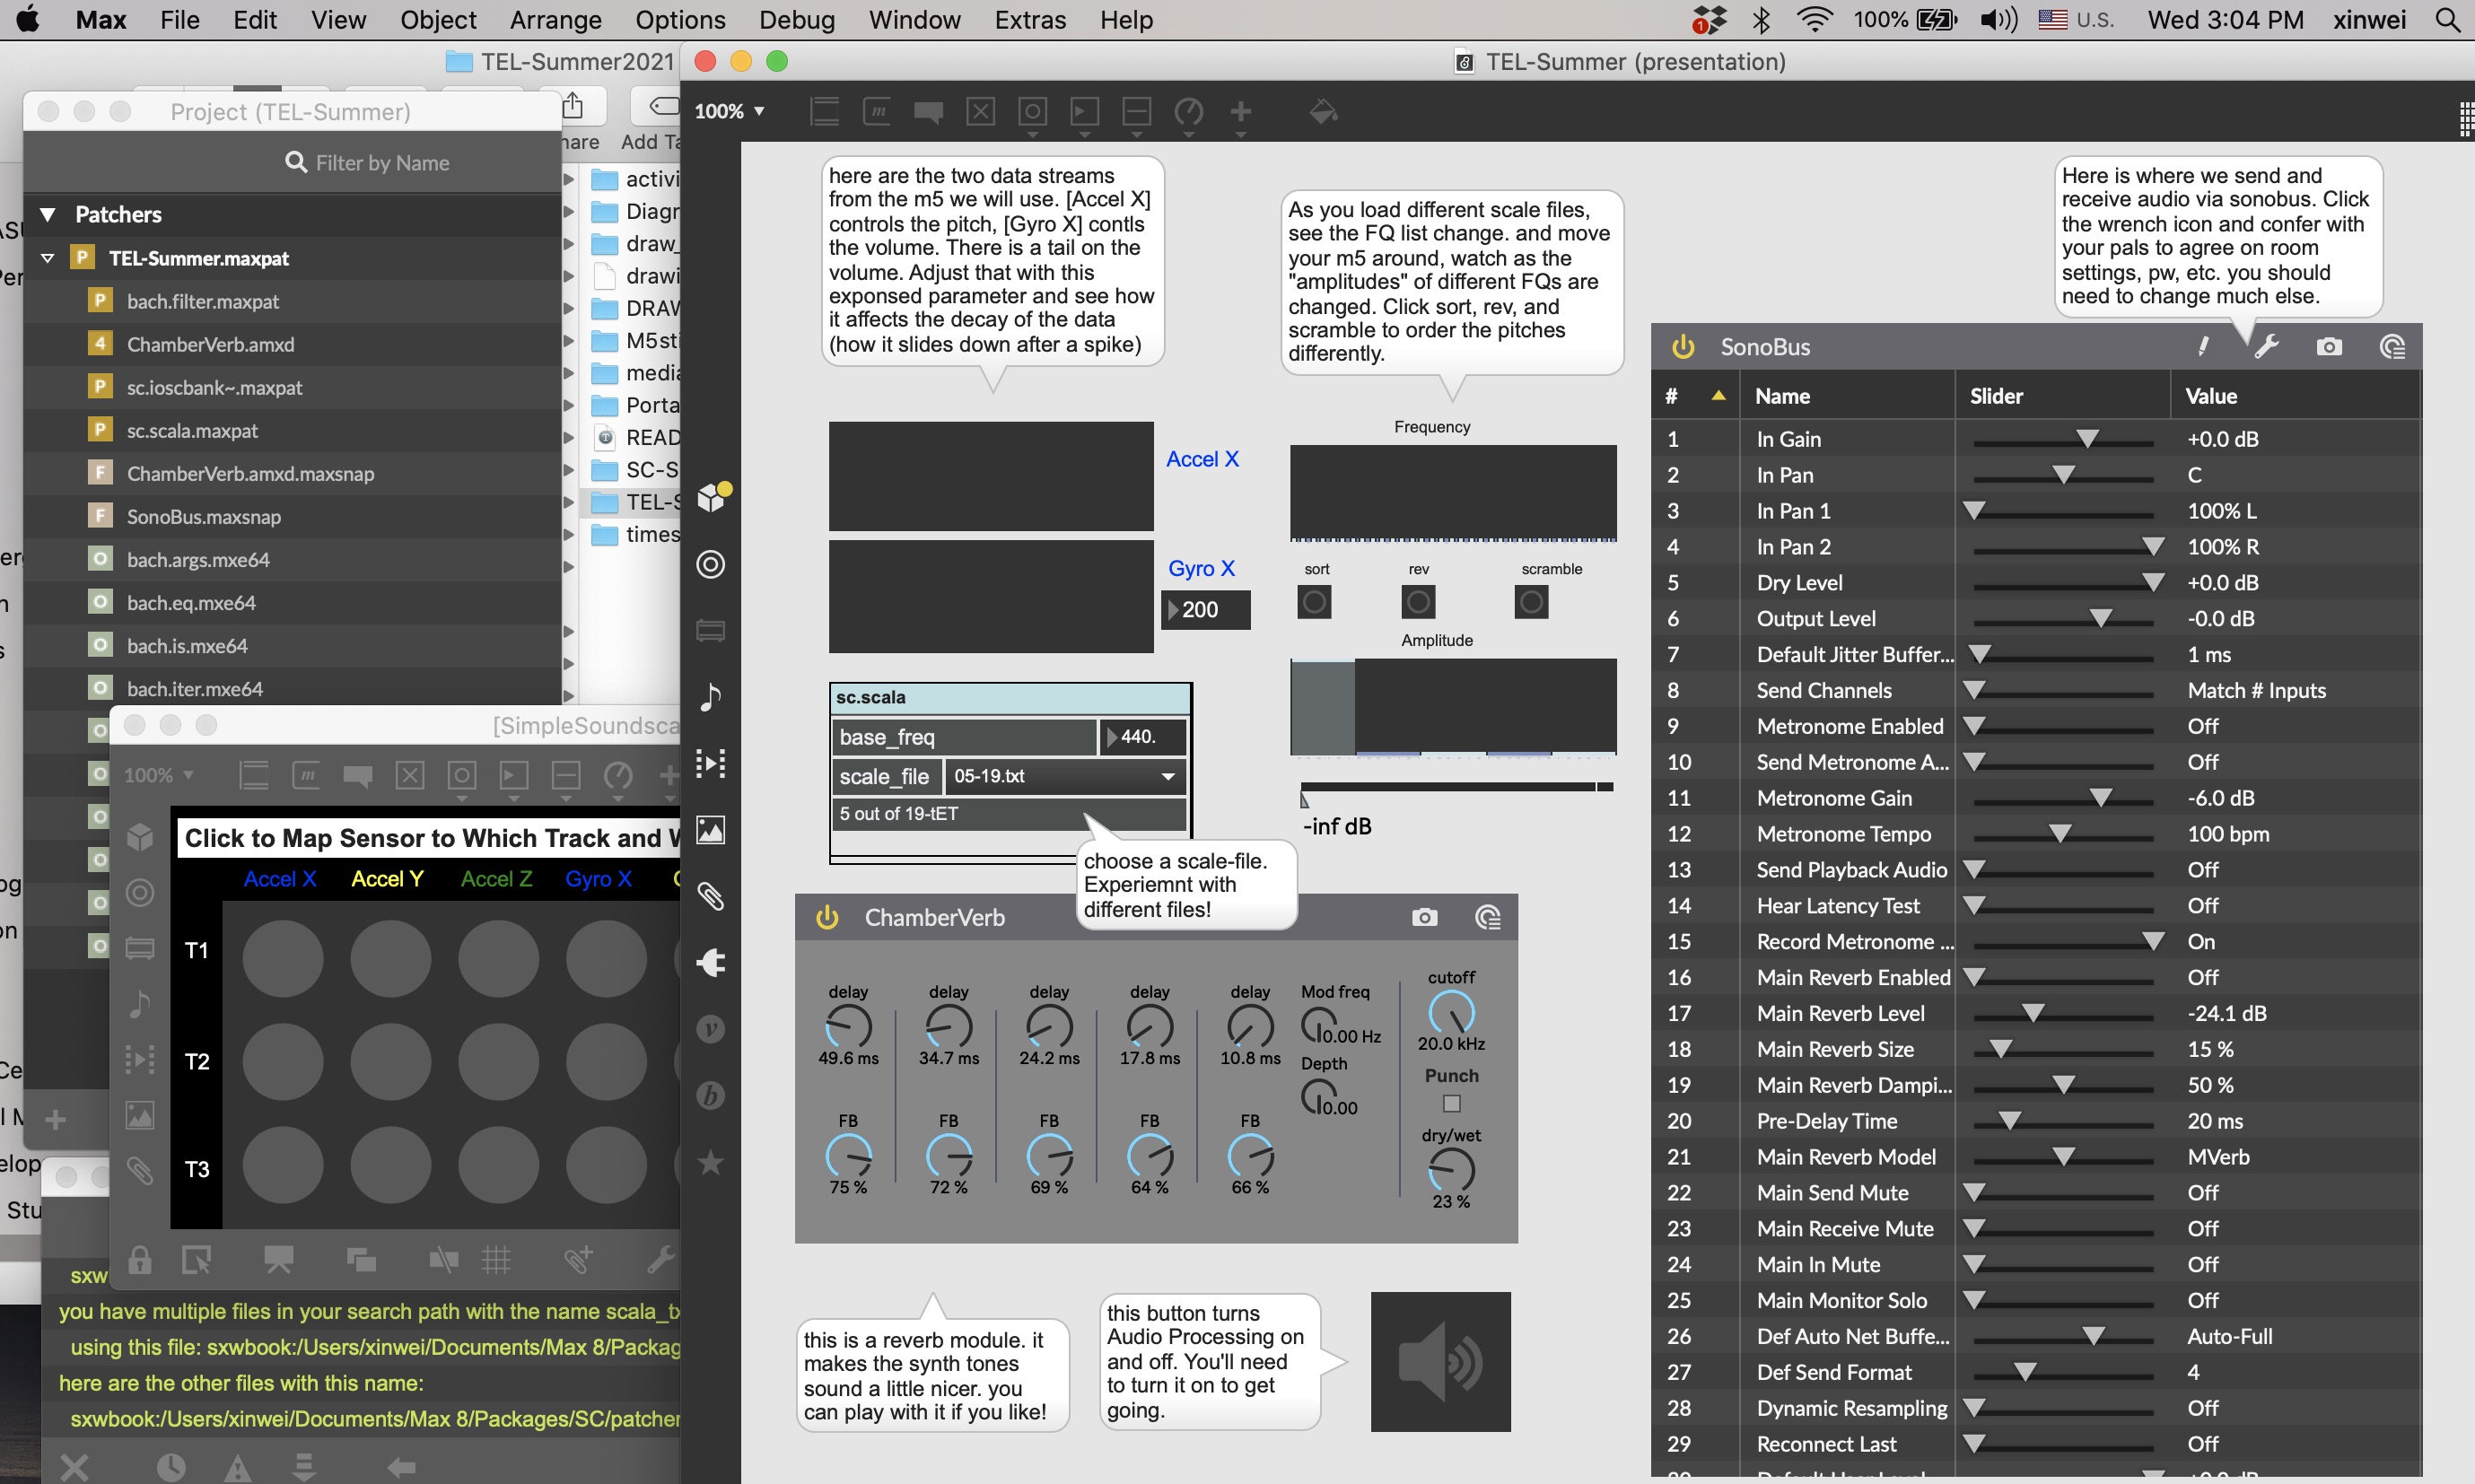 Max File Edit View Object Arrange Options Debug Window Extras Help
1 100% U.S. Wed 3:04 PM xinwei
TEL-Summer2021
Add Ta
Project (TEL-Summer)
Filter by Name
Patchers
TEL-Summer.maxpat
bach.filter.maxpat
ChamberVerb.amxd
sc.ioscbank~.maxpat
sc.scala.maxpat
ChamberVerb.amxd.maxsnap
SonoBus.maxsnap
bach.args.mxe64
bach.eq.mxe64
bach.is.mxe64
bach.iter.mxe64
activi
Diagr
draw_
drawi
DRAW
M5sti
media
Porta
READ
SC-S
TEL-S
times
[SimpleSoundsca
100%
Click to Map Sensor to Which Track and W
Accel X Accel Y Accel Z Gyro X
T1
T2
T3
sxw
you have multiple files in your search path with the name scala_tx
using this file: sxwbook:/Users/xinwei/Documents/Max 8/Packag
here are the other files with this name:
sxwbook:/Users/xinwei/Documents/Max 8/Packages/SC/patcher
TEL-Summer (presentation)
100%
here are the two data streams
from the m5 we will use. [Accel X]
controls the pitch, [Gyro X] contls
the volume. There is a tail on the
volume. Adjust that with this
exponsed parameter and see how
it affects the decay of the data
(how it slides down after a spike)
Accel X
Gyro X
200
As you load different scale files,
see the FQ list change. and move
your m5 around, watch as the
"amplitudes" of different FQs are
changed. Click sort, rev, and
scramble to order the pitches
differently.
Frequency
sort rev scramble
Amplitude
-inf dB
sc.scala
base_freq 440.
scale_file 05-19.txt
5 out of 19-tET
choose a scale-file.
Experiemnt with
different files!
ChamberVerb
delay delay delay delay delay Mod freq cutoff
49.6 ms 34.7 ms 24.2 ms 17.8 ms 10.8 ms 0.00 Hz 20.0 kHz
Depth Punch
0.00
FB FB FB FB FB dry/wet
75 % 72 % 69 % 64 % 66 % 23 %
this is a reverb module. it
makes the synth tones
sound a little nicer. you
can play with it if you like!
this button turns
Audio Processing on
and off. You'll need
to turn it on to get
going.
Here is where we send and
receive audio via sonobus. Click
the wrench icon and confer with
your pals to agree on room
settings, pw, etc. you should
need to change much else.
SonoBus
# Name Slider Value
1 In Gain +0.0 dB
2 In Pan C
3 In Pan 1 100% L
4 In Pan 2 100% R
5 Dry Level +0.0 dB
6 Output Level -0.0 dB
7 Default Jitter Buffer... 1 ms
8 Send Channels Match # Inputs
9 Metronome Enabled Off
10 Send Metronome A... Off
11 Metronome Gain -6.0 dB
12 Metronome Tempo 100 bpm
13 Send Playback Audio Off
14 Hear Latency Test Off
15 Record Metronome ... On
16 Main Reverb Enabled Off
17 Main Reverb Level -24.1 dB
18 Main Reverb Size 15 %
19 Main Reverb Dampi... 50 %
20 Pre-Delay Time 20 ms
21 Main Reverb Model MVerb
22 Main Send Mute Off
23 Main Receive Mute Off
24 Main In Mute Off
25 Main Monitor Solo Off
26 Def Auto Net Buffe... Auto-Full
27 Def Send Format 4
28 Dynamic Resampling Off
29 Reconnect Last Off